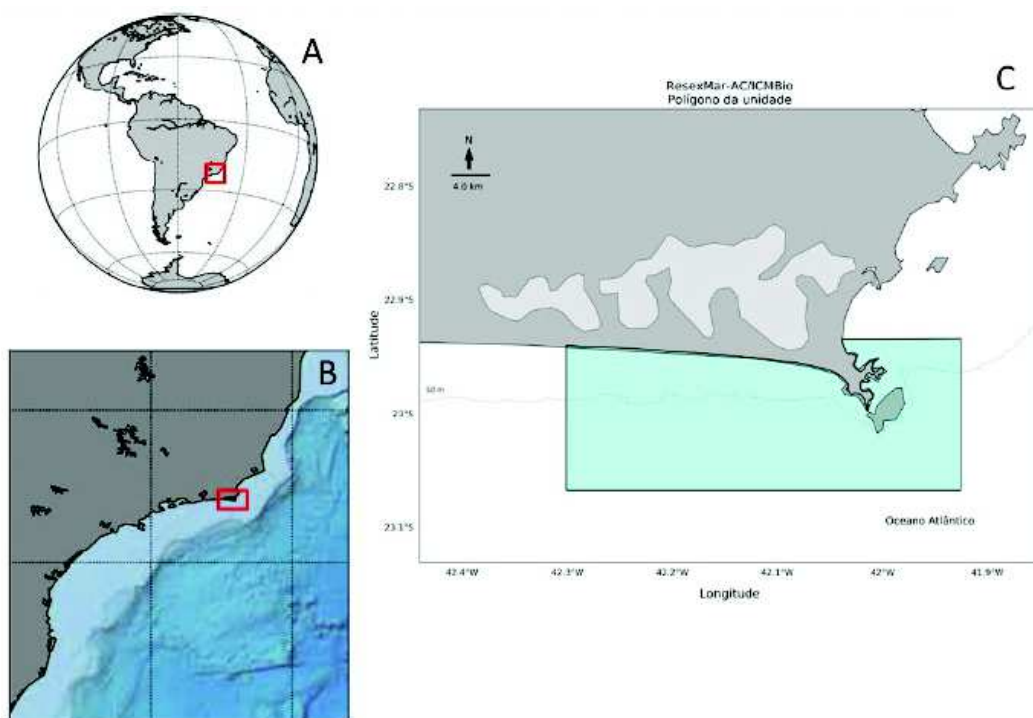 A
B
ResexMar-AC/ICMBio
Polígono da unidade
C
N
4.0 km
22.8°S
22.9°S
23°S
23.1°S
Latitude
50 m
Oceano Atlântico
42.4°W 42.3°W 42.2°W 42.1°W 42°W 41.9°W
Longitude